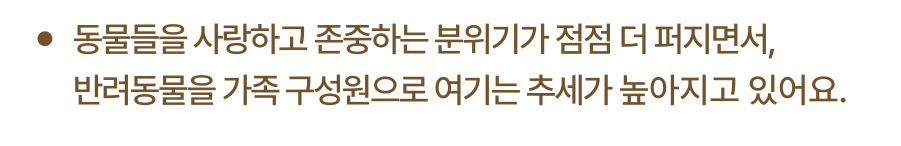 • 동물들을 사랑하고 존중하는 분위기가 점점 더 퍼지면서,
반려동물을 가족 구성원으로 여기는 추세가 높아지고 있어요.